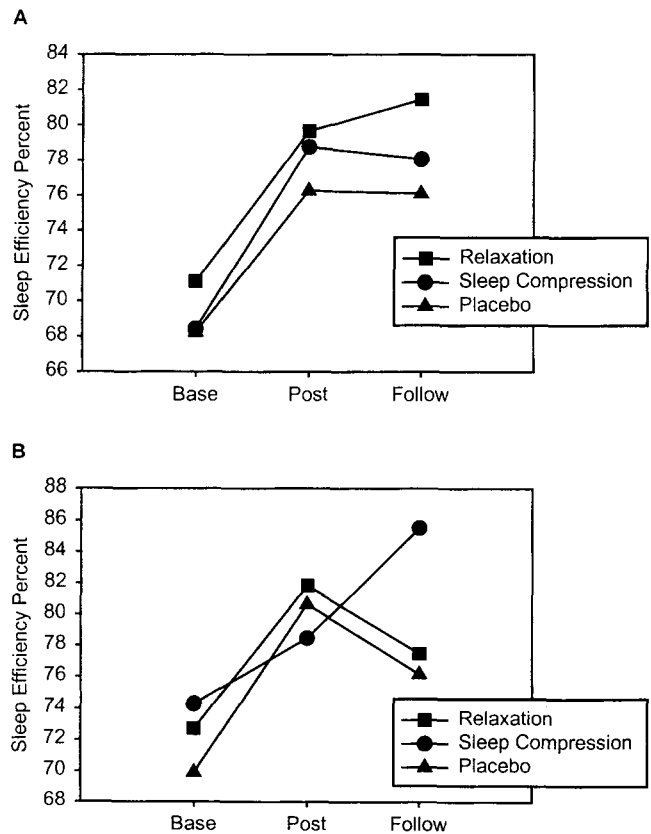 A
84
82
80
78
76
74
72
70
68
66
Sleep Efficiency Percent
Relaxation
Sleep Compression
Placebo
Base Post Follow
B
88
86
84
82
80
78
76
74
72
70
68
Sleep Efficiency Percent
Relaxation
Sleep Compression
Placebo
Base Post Follow